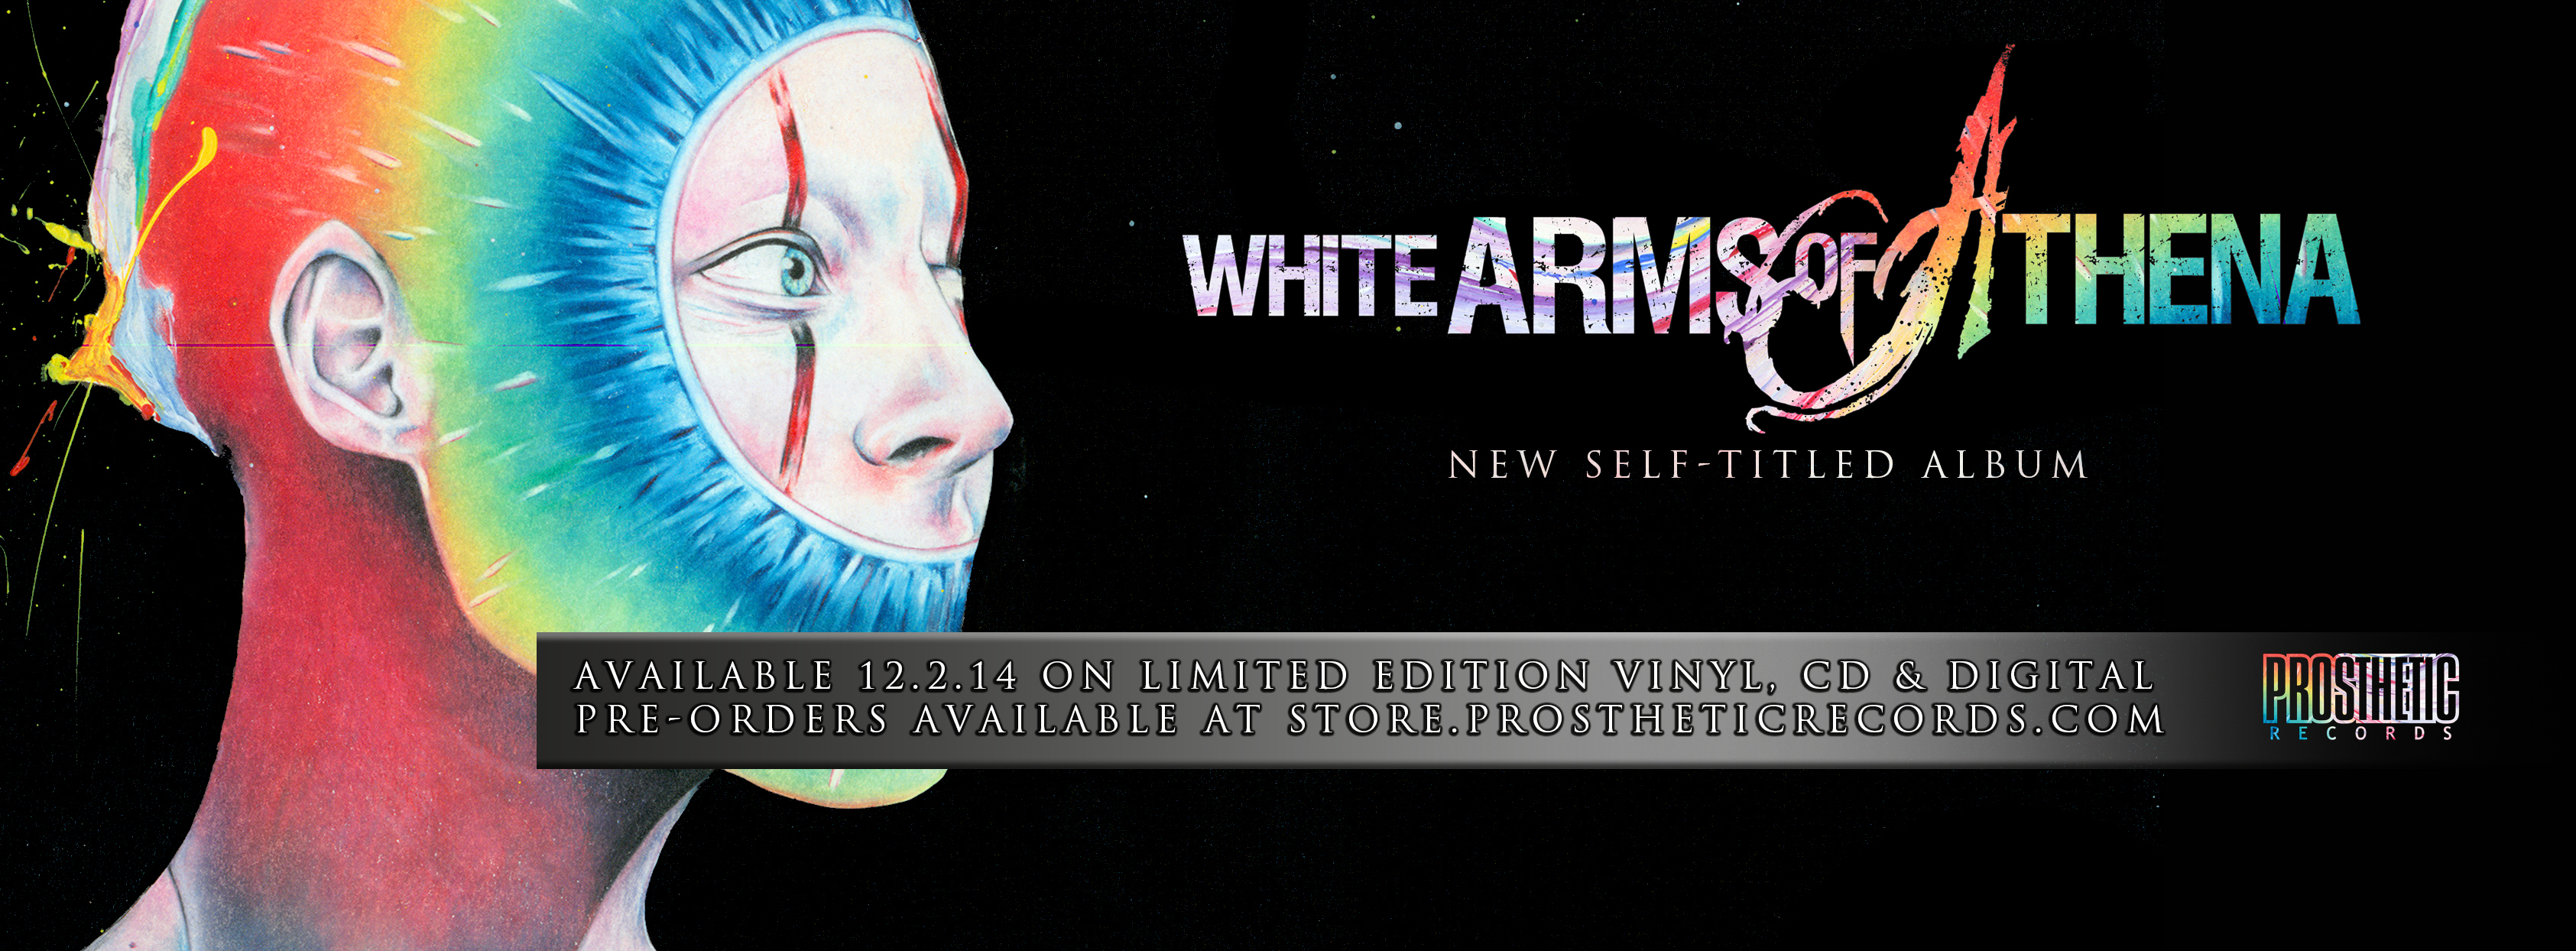 WHITE ARMS OF ATHENA
NEW SELF-TITLED ALBUM
AVAILABLE 12.2.14 ON LIMITED EDITION VINYL, CD & DIGITAL
PRE-ORDERS AVAILABLE AT STORE.PROSTHETICRECORDS.COM
PROSTHETIC
RECORDS